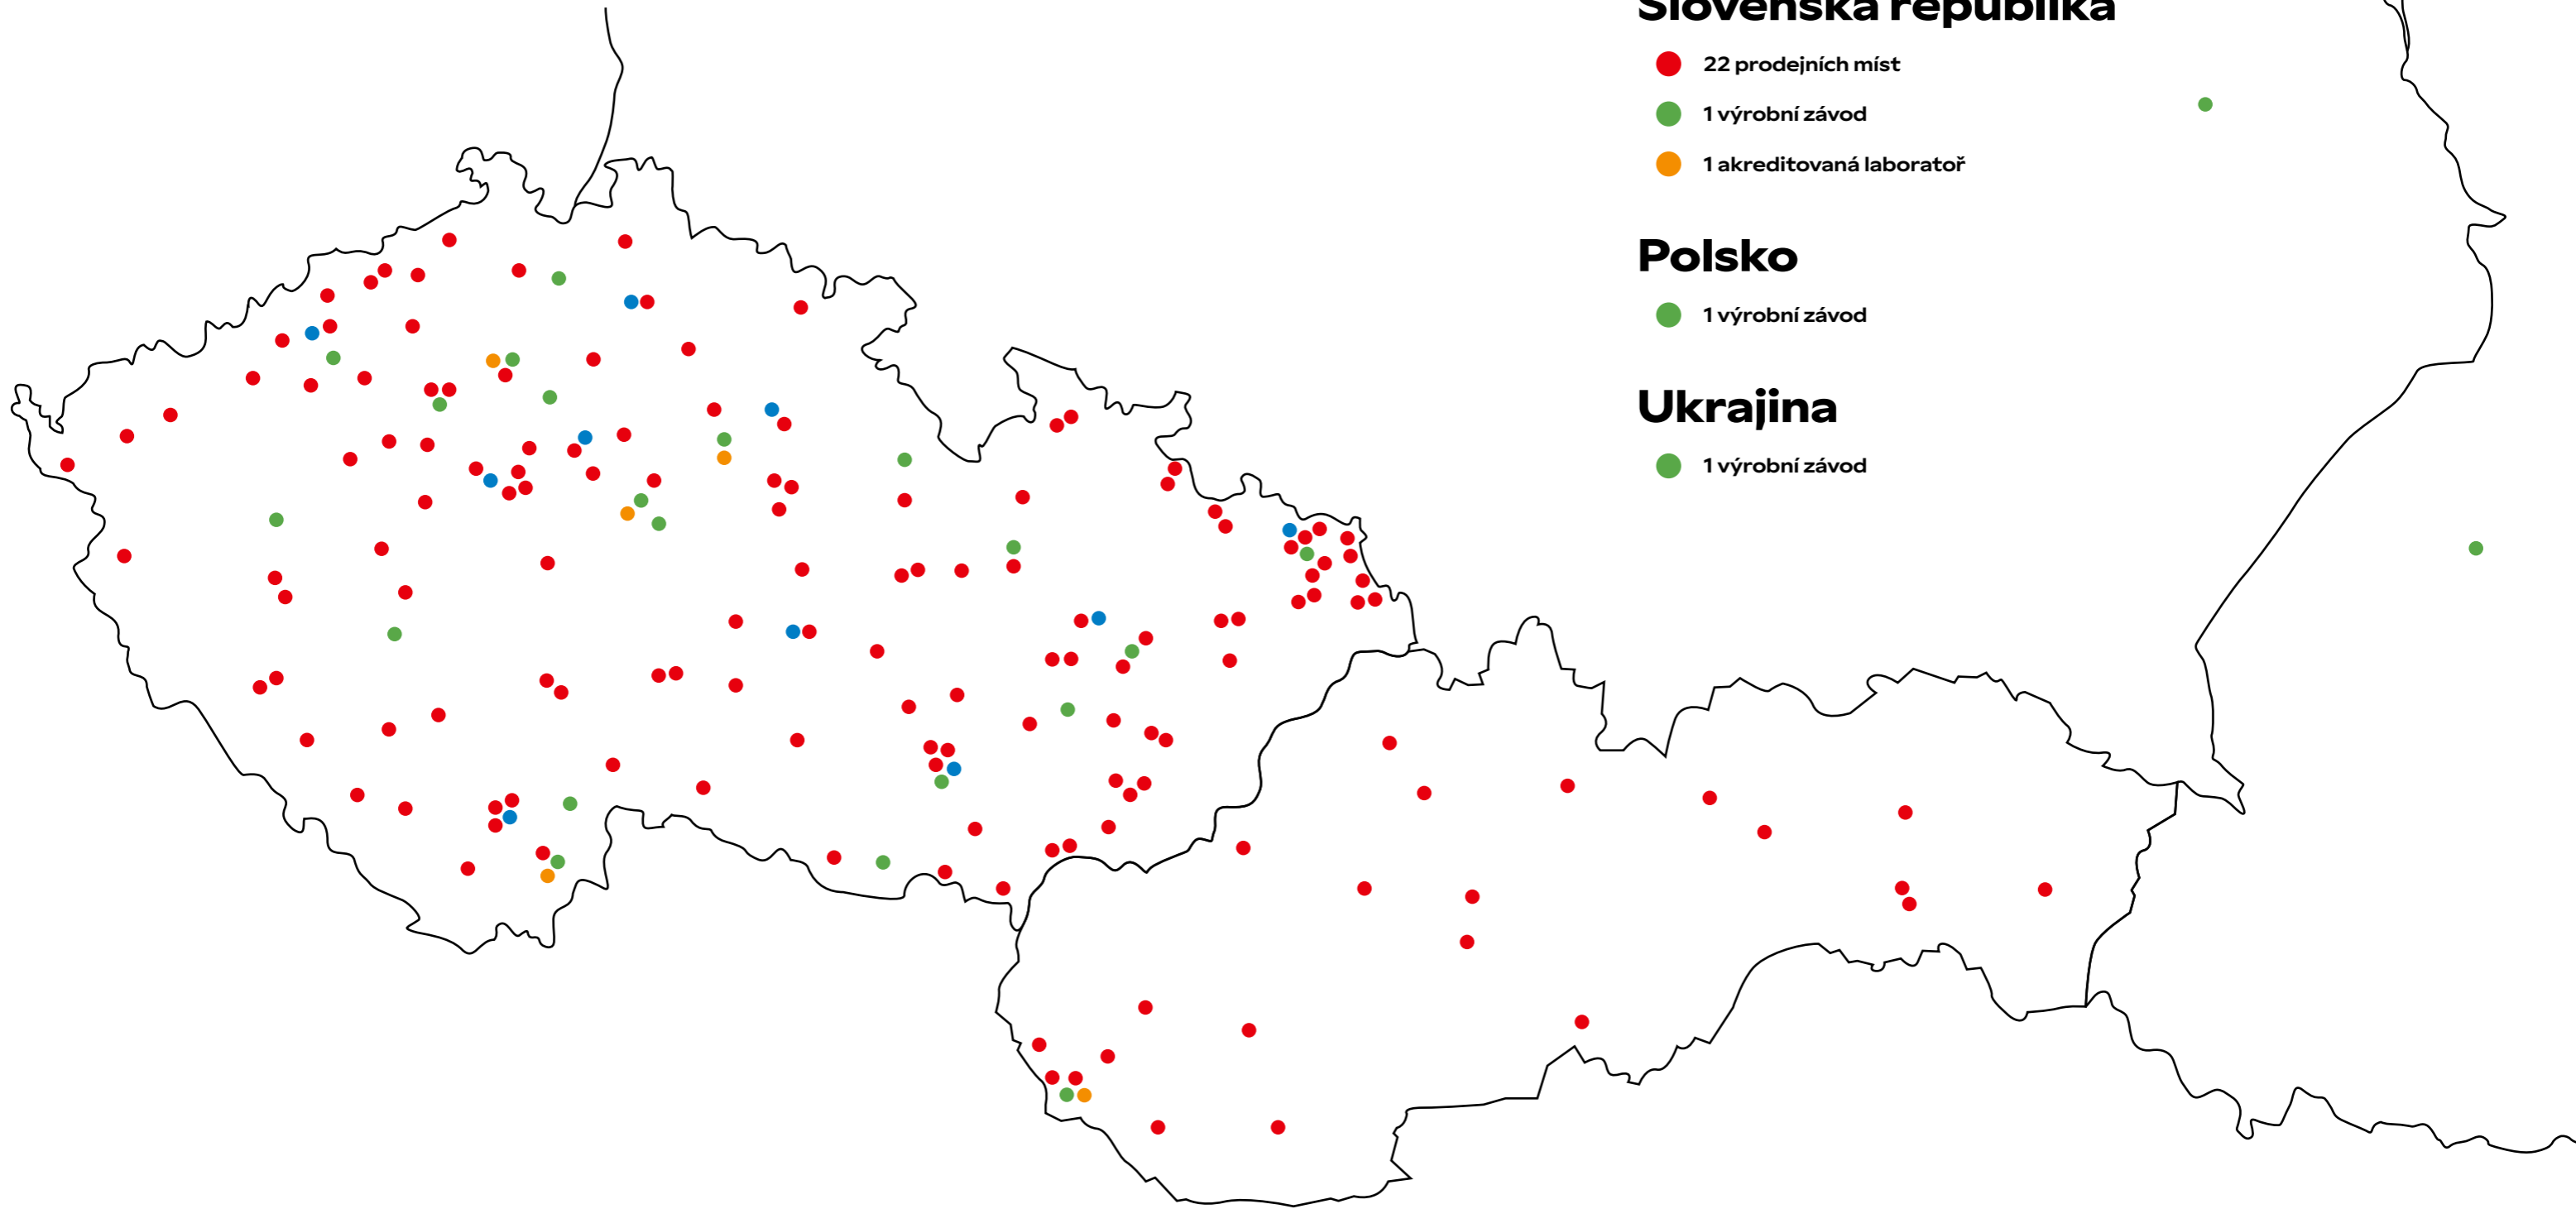 Slovenská republika
22 prodejních míst
1 výrobní závod
1 akreditovaná laboratoř
Polsko
1 výrobní závod
Ukrajina
1 výrobní závod